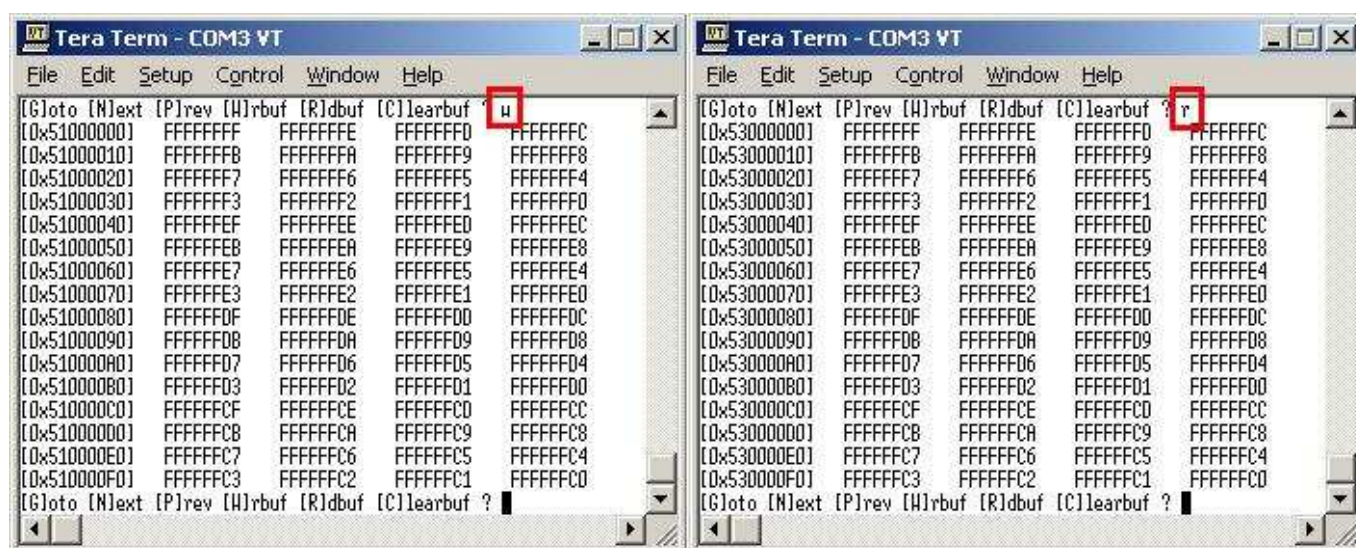 Tera Term - COM3 VT
File Edit Setup Control Window Help
[G]oto [N]ext [P]rev [W]rbuf [R]dbuf [C]learbuf ? w
[0x51000000] FFFFFFFF FFFFFFFE FFFFFFFD FFFFFFFC
[0x51000010] FFFFFFFB FFFFFFFA FFFFFFF9 FFFFFFF8
[0x51000020] FFFFFFF7 FFFFFFF6 FFFFFFF5 FFFFFFF4
[0x51000030] FFFFFFF3 FFFFFFF2 FFFFFFF1 FFFFFFF0
[0x51000040] FFFFFFEF FFFFFFEE FFFFFFED FFFFFFEC
[0x51000050] FFFFFFEB FFFFFFEA FFFFFFE9 FFFFFFE8
[0x51000060] FFFFFFE7 FFFFFFE6 FFFFFFE5 FFFFFFE4
[0x51000070] FFFFFFE3 FFFFFFE2 FFFFFFE1 FFFFFFE0
[0x51000080] FFFFFFDF FFFFFFDE FFFFFFDD FFFFFFDC
[0x51000090] FFFFFFDB FFFFFFDA FFFFFFD9 FFFFFFD8
[0x510000A0] FFFFFFD7 FFFFFFD6 FFFFFFD5 FFFFFFD4
[0x510000B0] FFFFFFD3 FFFFFFD2 FFFFFFD1 FFFFFFD0
[0x510000C0] FFFFFFCF FFFFFFCE FFFFFFCD FFFFFFCC
[0x510000D0] FFFFFFCB FFFFFFCA FFFFFFC9 FFFFFFC8
[0x510000E0] FFFFFFC7 FFFFFFC6 FFFFFFC5 FFFFFFC4
[0x510000F0] FFFFFFC3 FFFFFFC2 FFFFFFC1 FFFFFFC0
[G]oto [N]ext [P]rev [W]rbuf [R]dbuf [C]learbuf ?
Tera Term - COM3 VT
File Edit Setup Control Window Help
[G]oto [N]ext [P]rev [W]rbuf [R]dbuf [C]learbuf ? r
[0x53000000] FFFFFFFF FFFFFFFE FFFFFFFD FFFFFFFC
[0x53000010] FFFFFFFB FFFFFFFA FFFFFFF9 FFFFFFF8
[0x53000020] FFFFFFF7 FFFFFFF6 FFFFFFF5 FFFFFFF4
[0x53000030] FFFFFFF3 FFFFFFF2 FFFFFFF1 FFFFFFF0
[0x53000040] FFFFFFEF FFFFFFEE FFFFFFED FFFFFFEC
[0x53000050] FFFFFFEB FFFFFFEA FFFFFFE9 FFFFFFE8
[0x53000060] FFFFFFE7 FFFFFFE6 FFFFFFE5 FFFFFFE4
[0x53000070] FFFFFFE3 FFFFFFE2 FFFFFFE1 FFFFFFE0
[0x53000080] FFFFFFDF FFFFFFDE FFFFFFDD FFFFFFDC
[0x53000090] FFFFFFDB FFFFFFDA FFFFFFD9 FFFFFFD8
[0x530000A0] FFFFFFD7 FFFFFFD6 FFFFFFD5 FFFFFFD4
[0x530000B0] FFFFFFD3 FFFFFFD2 FFFFFFD1 FFFFFFD0
[0x530000C0] FFFFFFCF FFFFFFCE FFFFFFCD FFFFFFCC
[0x530000D0] FFFFFFCB FFFFFFCA FFFFFFC9 FFFFFFC8
[0x530000E0] FFFFFFC7 FFFFFFC6 FFFFFFC5 FFFFFFC4
[0x530000F0] FFFFFFC3 FFFFFFC2 FFFFFFC1 FFFFFFC0
[G]oto [N]ext [P]rev [W]rbuf [R]dbuf [C]learbuf ?